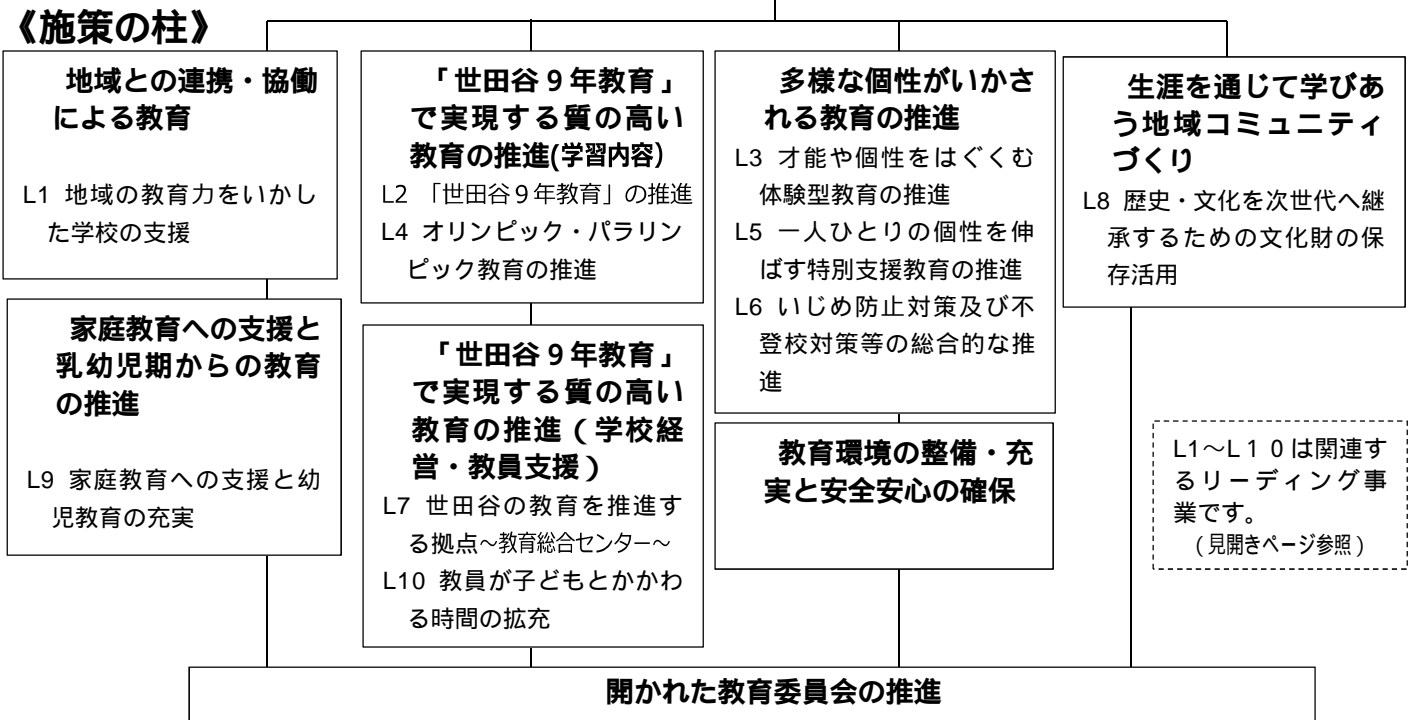 《施策の柱》
地域との連携・協働
による教育
L1 地域の教育力をいかし
た学校の支援
家庭教育への支援と
乳幼児期からの教育
の推進
L9 家庭教育への支援と幼
児教育の充実
「世田谷９年教育」
で実現する質の高い
教育の推進(学習内容)
L2 「世田谷９年教育」の推進
L4 オリンピック・パラリン
ピック教育の推進
「世田谷９年教育」
で実現する質の高い
教育の推進（学校経
営・教員支援）
L7 世田谷の教育を推進す
る拠点～教育総合センター～
L10 教員が子どもとかかわ
る時間の拡充
多様な個性がいかさ
れる教育の推進
L3 才能や個性をはぐくむ
体験型教育の推進
L5 一人ひとりの個性を伸
ばす特別支援教育の推進
L6 いじめ防止対策及び不
登校対策等の総合的な推
進
教育環境の整備・充
実と安全安心の確保
生涯を通じて学びあ
う地域コミュニティ
づくり
L8 歴史・文化を次世代へ継
承するための文化財の保
存活用
L1～L１０は関連す
るリーディング事
業です。
（見開きページ参照）
開かれた教育委員会の推進